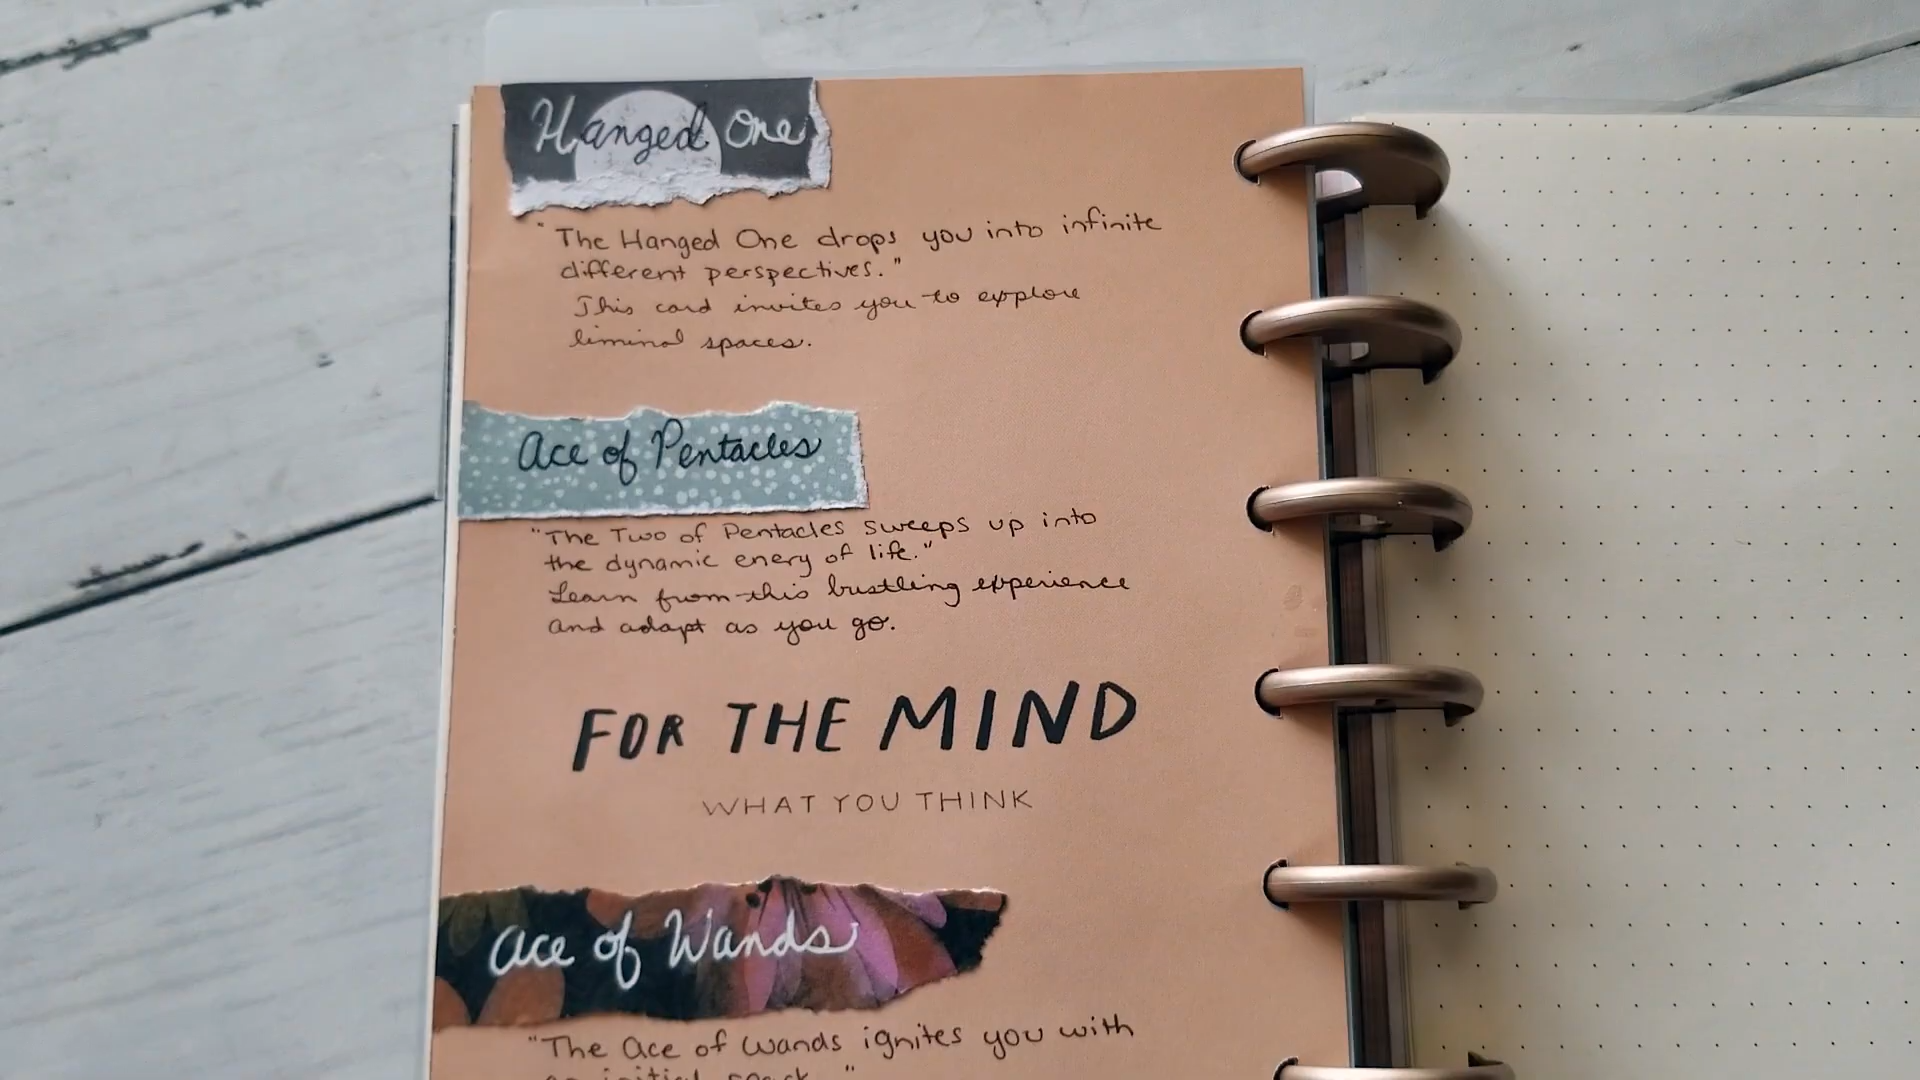 Hanged One
"The Hanged One drops you into infinite
different perspectives."
This card invites you to explore
liminal spaces.
Ace of Pentacles
"The Two of Pentacles sweeps up into
the dynamic enery of life."
Learn from this bustling experience
and adapt as you go.
FOR THE MIND
WHAT YOU THINK
Ace of Wands
"The Ace of Wands ignites you with
an initial spark."